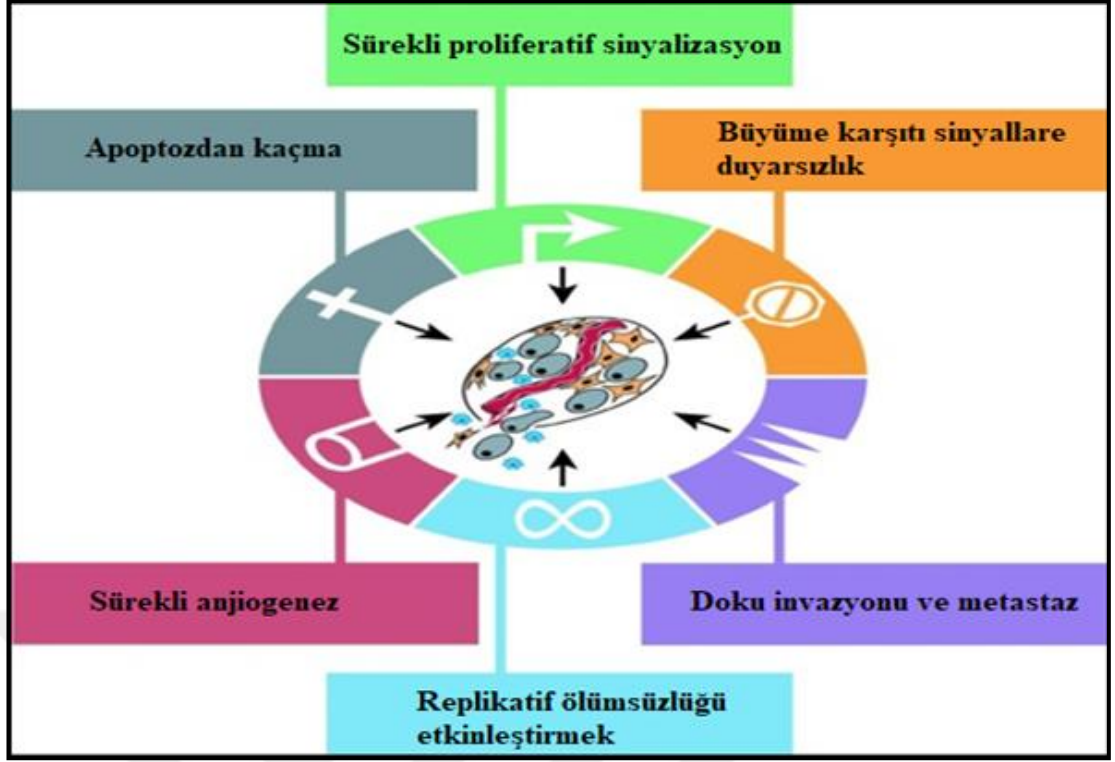 Sürekli proliferatif sinyalizasyon
Apoptozdan kaçma
Büyüme karşıtı sinyallare
duyarsızlık
Sürekli anjiogenez
Doku invazyonu ve metastaz
Replikatif ölümsüzlüğü
etkinleştirmek